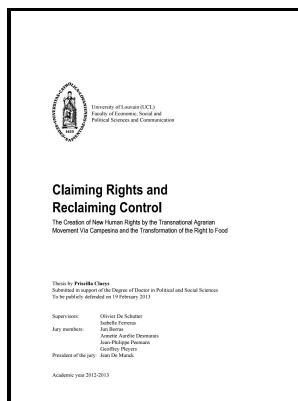 University of Louvain (UCL)
Faculty of Economic, Social and
Political Sciences and Communication
Claiming Rights and
Reclaiming Control
The Creation of New Human Rights by the Transnational Agrarian
Movement Via Campesina and the Transformation of the Right to Food
Thesis by Priscilla Claeys
Submitted in support of the Degree of Doctor in Political and Social Sciences
To be publicly defended on 19 February 2013
Supervisors: Olivier De Schutter
Isabelle Ferreras
Jury members: Jun Borras
Annette Aurélie Desmarais
Jean-Philippe Peemans
Geoffrey Pleyers
President of the jury: Jean De Munck
Academic year 2012-2013